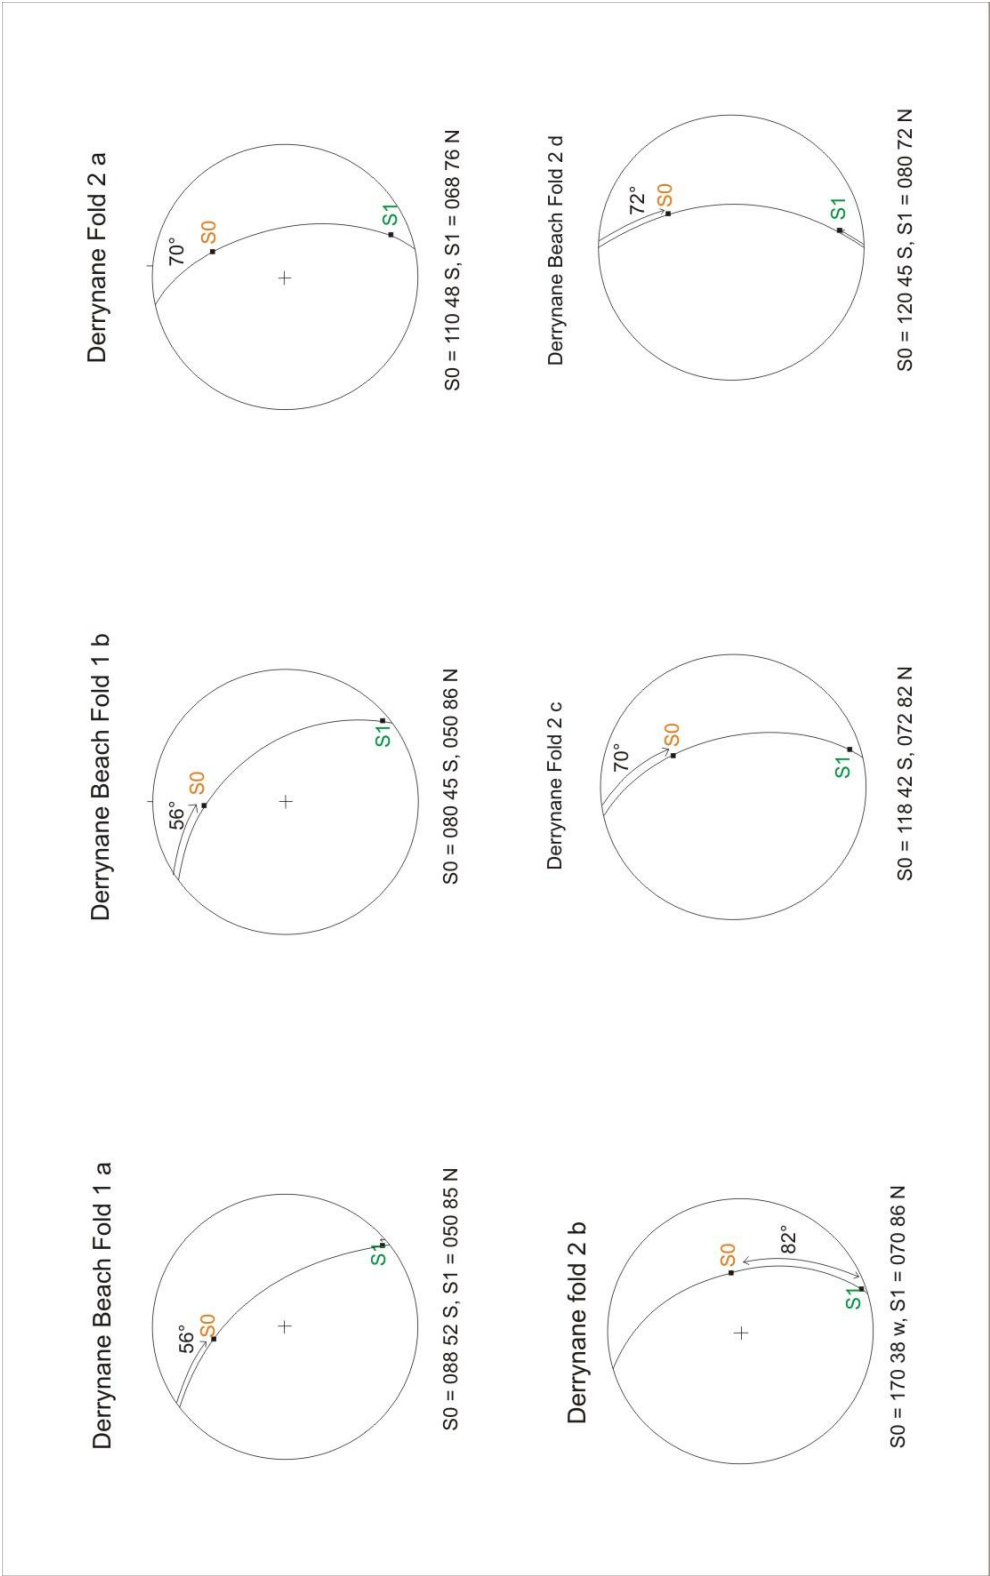 Derrynane Beach Fold 1 a
56°
S0
S1
S0 = 088 52 S, S1 = 050 85 N
Derrynane Beach Fold 1 b
56°
S0
S1
S0 = 080 45 S, 050 86 N
Derrynane Fold 2 a
70°
S0
S1
S0 = 110 48 S, S1 = 068 76 N
Derrynane fold 2 b
S0
82°
S1
S0 = 170 38 w, S1 = 070 86 N
Derrynane Fold 2 c
70°
S0
S1
S0 = 118 42 S, 072 82 N
Derrynane Beach Fold 2 d
72°
S0
S1
S0 = 120 45 S, S1 = 080 72 N